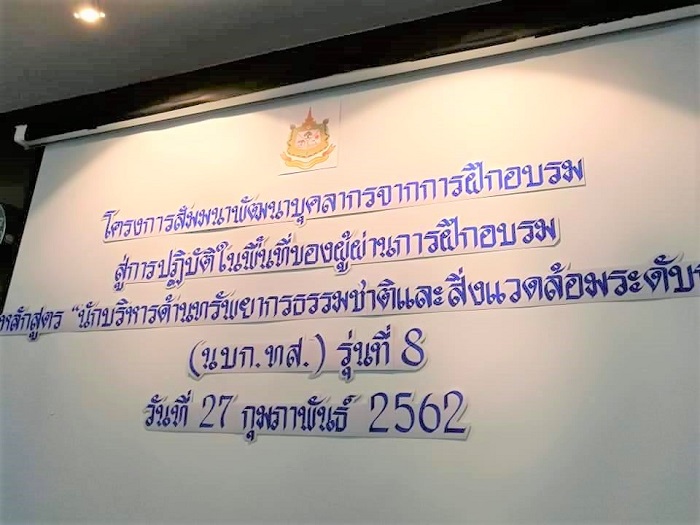 โครงการสัมมนาพัฒนาบุคลากรจากการฝึกอบรม
สู่การปฏิบัติในพื้นที่ของผู้ผ่านการฝึกอบรม
หลักสูตร "นักบริหารด้านทรัพยากรธรรมชาติและสิ่งแวดล้อมระดับ
(นบก.ทส.) รุ่นที่ 8
วันที่ 27 กุมภาพันธ์ 2562